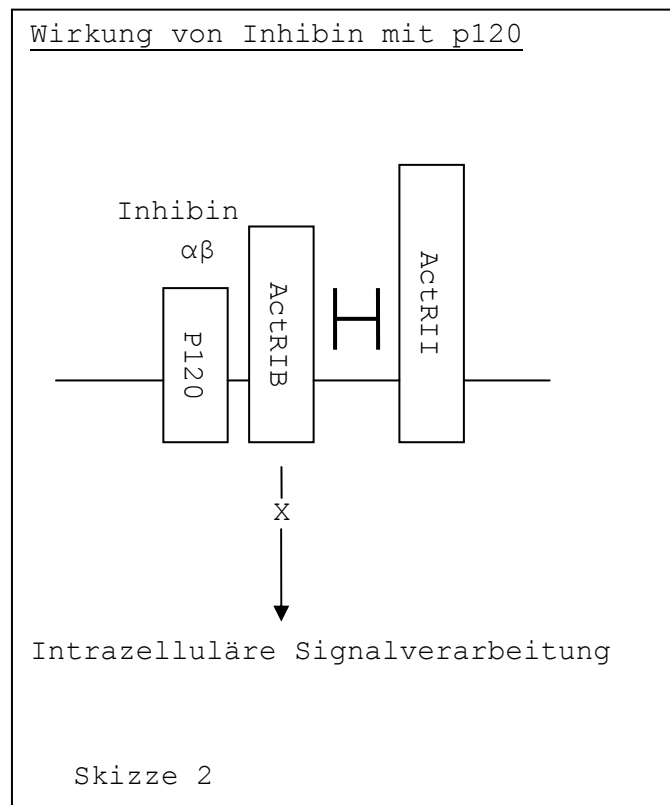 Wirkung von Inhibin mit p120
Inhibin
αβ
P120
ActRIB
ActRII
X
Intrazelluläre Signalverarbeitung
Skizze 2